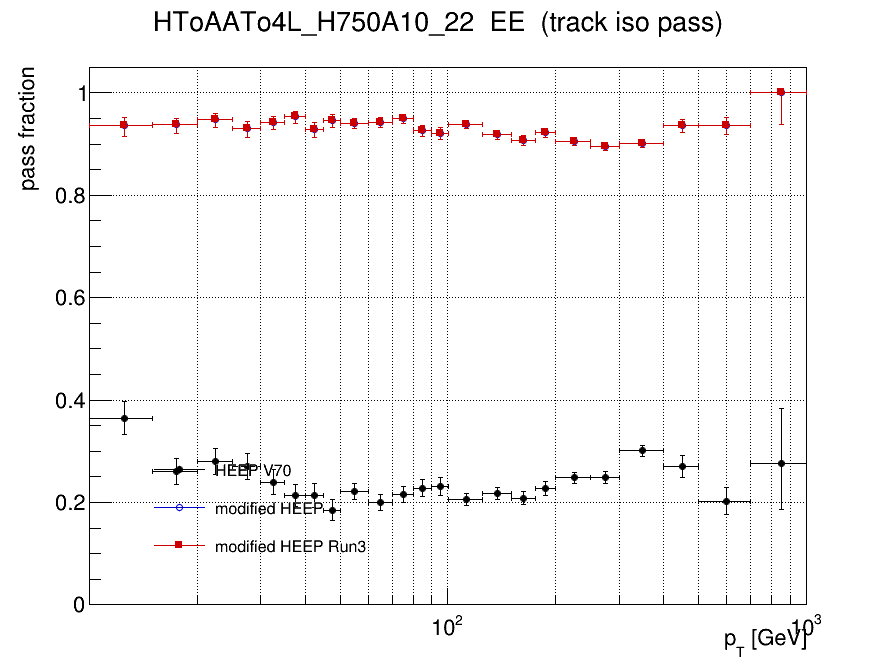 HToAATo4L_H750A10_22 EE (track iso pass)
pass fraction
1
0.8
0.6
0.4
0.2
0
HEEP V70
modified HEEP
modified HEEP Run3
10²
10³
p_T [GeV]